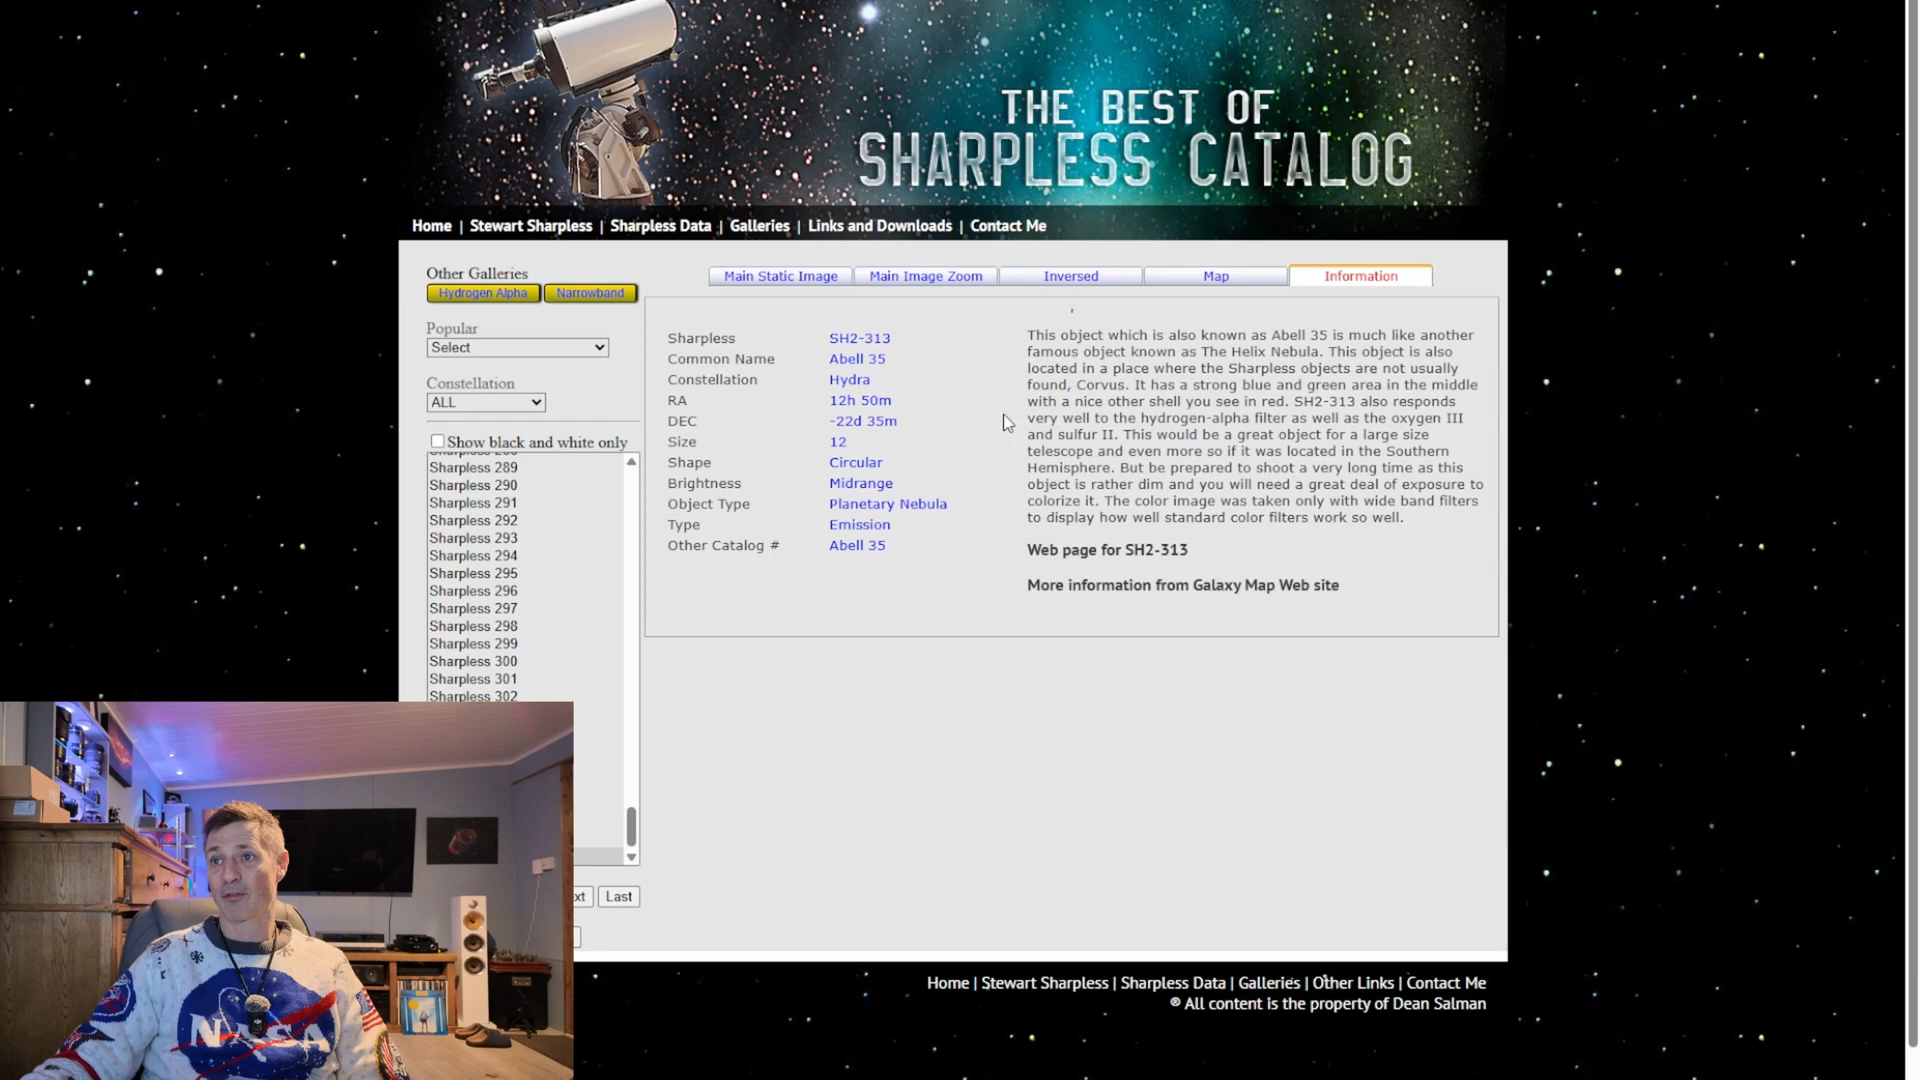 THE BEST OF
SHARPLESS CATALOG
Home | Stewart Sharpless | Sharpless Data | Galleries | Links and Downloads | Contact Me
Other Galleries
Hydrogen Alpha Narrowband
Popular
Select
Constellation
ALL
Show black and white only
Sharpless 289
Sharpless 290
Sharpless 291
Sharpless 292
Sharpless 293
Sharpless 294
Sharpless 295
Sharpless 296
Sharpless 297
Sharpless 298
Sharpless 299
Sharpless 300
Sharpless 301
Sharpless 302
xt Last
Main Static Image Main Image Zoom Inversed Map Information
Sharpless SH2-313
Common Name Abell 35
Constellation Hydra
RA 12h 50m
DEC -22d 35m
Size 12
Shape Circular
Brightness Midrange
Object Type Planetary Nebula
Type Emission
Other Catalog # Abell 35
This object which is also known as Abell 35 is much like another
famous object known as The Helix Nebula. This object is also
located in a place where the Sharpless objects are not usually
found, Corvus. It has a strong blue and green area in the middle
with a nice other shell you see in red. SH2-313 also responds
very well to the hydrogen-alpha filter as well as the oxygen III
and sulfur II. This would be a great object for a large size
telescope and even more so if it was located in the Southern
Hemisphere. But be prepared to shoot a very long time as this
object is rather dim and you will need a great deal of exposure to
colorize it. The color image was taken only with wide band filters
to display how well standard color filters work so well.
Web page for SH2-313
More information from Galaxy Map Web site
NASA
Home | Stewart Sharpless | Sharpless Data | Galleries | Other Links | Contact Me
® All content is the property of Dean Salman